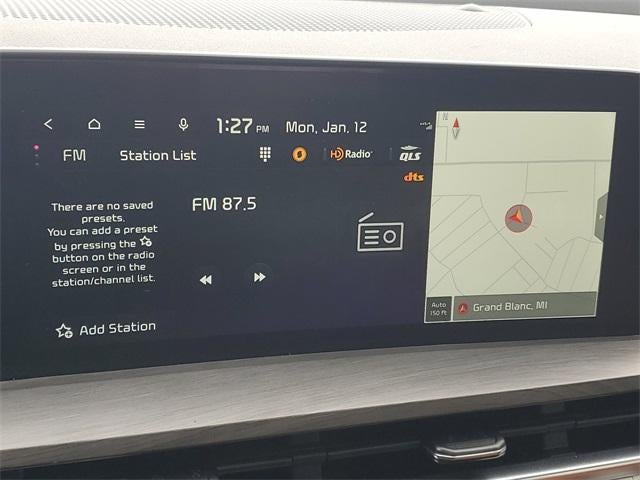 1:27 PM Mon, Jan, 12
FM Station List HD Radio QLS
dts
There are no saved
presets.
You can add a preset
by pressing the
button on the radio
screen or in the
station/channel list.
FM 87.5
Add Station
N
Auto
150 ft
Grand Blanc, MI